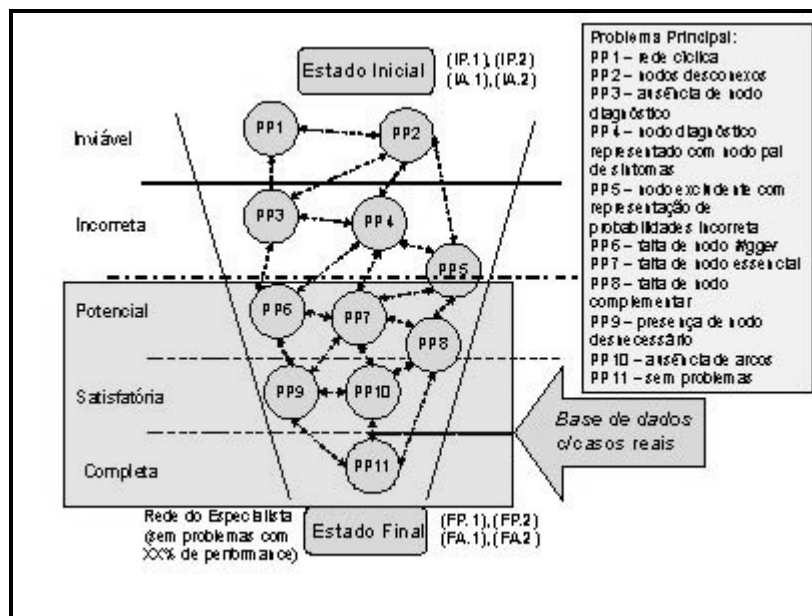 Estado Inicial
(IP.1), (IP.2)
(IA.1), (IA.2)
Inviável
PP1
PP2
Incorreta
PP3
PP4
PP5
Potencial
PP6
PP7
PP8
Satisfatória
PP9
PP10
Completa
PP11
Rede do Especialista
(sem problemas com
XX% de performance)
Estado Final
(FP.1), (FP.2)
(FA.1), (FA.2)
Base de dados
c/casos reais
Problema Principal:
PP1 – rede cíclica
PP2 – nodos desconexos
PP3 – ausência de nodo
diagnóstico
PP4 – nodo diagnóstico
representado com nodo pai
de sintomas
PP5 – nodo excludente com
representação de
probabilidades incorreta
PP6 – falta de nodo trigger
PP7 – falta de nodo essencial
PP8 – falta de nodo
complementar
PP9 – presença de nodo
desnecessário
PP10 – ausência de arcos
PP11 – sem problemas